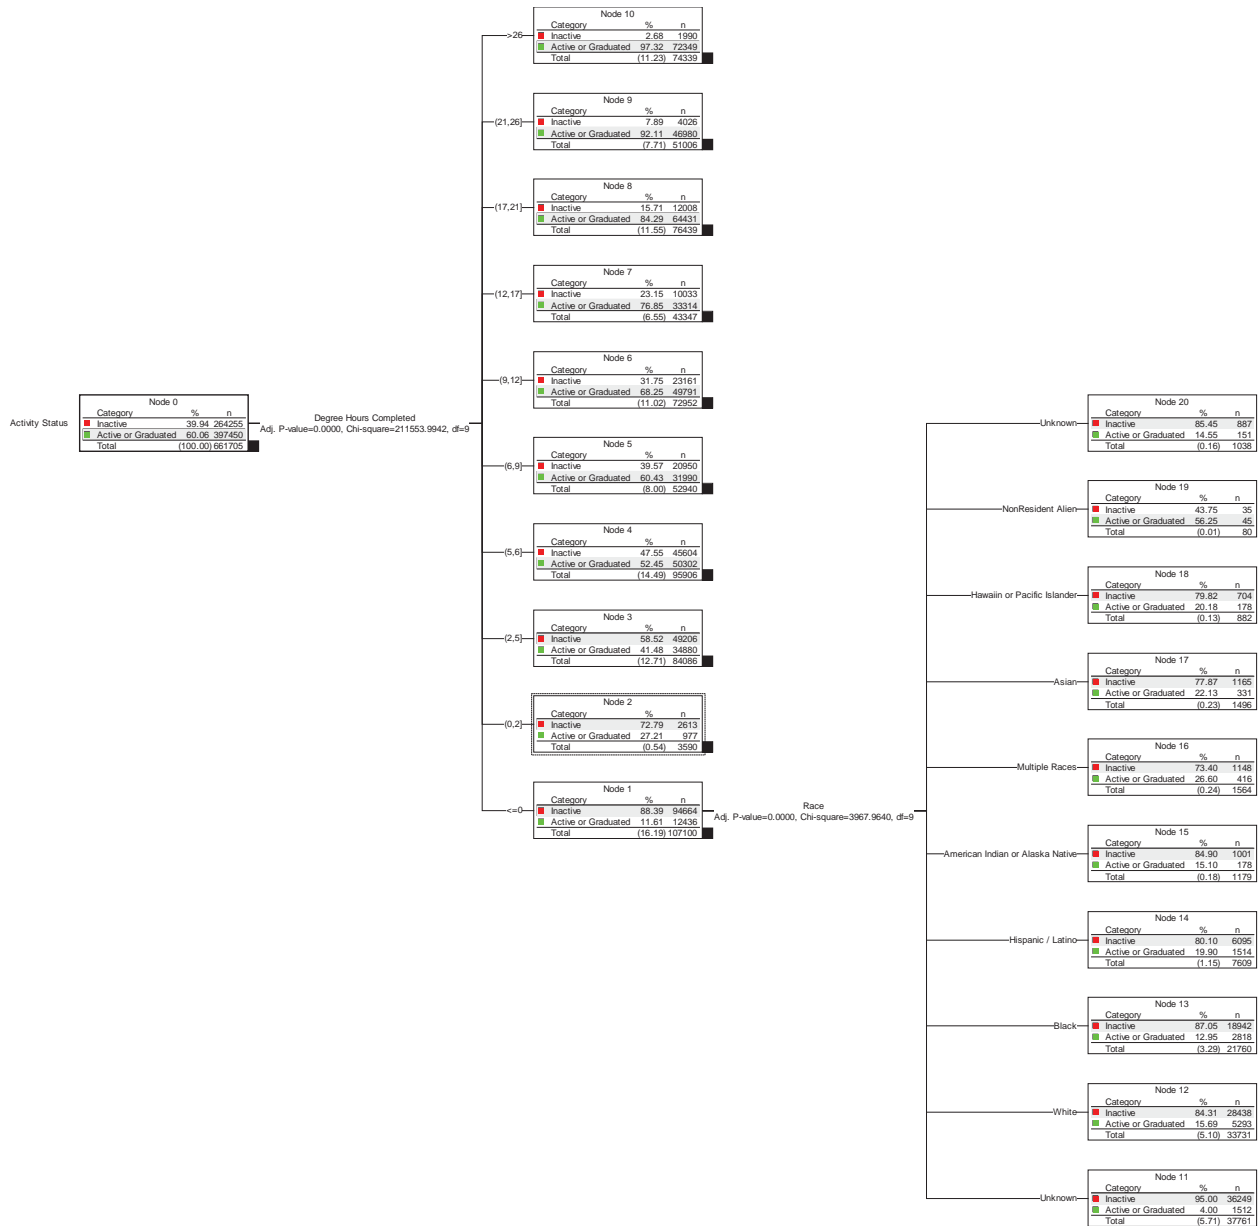 Activity Status
Node 0
Category % n
Inactive 39.94 264255
Active or Graduated 60.06 397450
Total (100.00) 661705
Degree Hours Completed
Adj. P-value=0.0000, Chi-square=211553.9942, df=9
>26
Node 10
Category % n
Inactive 2.68 1990
Active or Graduated 97.32 72349
Total (11.23) 74339
(21,26]
Node 9
Category % n
Inactive 7.89 4026
Active or Graduated 92.11 46980
Total (7.71) 51006
(17,21]
Node 8
Category % n
Inactive 15.71 12008
Active or Graduated 84.29 64431
Total (11.55) 76439
(12,17]
Node 7
Category % n
Inactive 23.15 10033
Active or Graduated 76.85 33314
Total (6.55) 43347
(9,12]
Node 6
Category % n
Inactive 31.75 23161
Active or Graduated 68.25 49791
Total (11.02) 72952
(6,9]
Node 5
Category % n
Inactive 39.57 20950
Active or Graduated 60.43 31990
Total (8.00) 52940
(5,6]
Node 4
Category % n
Inactive 47.55 45604
Active or Graduated 52.45 50302
Total (14.49) 95906
(2,5]
Node 3
Category % n
Inactive 58.52 49206
Active or Graduated 41.48 34880
Total (12.71) 84086
(0,2]
Node 2
Category % n
Inactive 72.79 2613
Active or Graduated 27.21 977
Total (0.54) 3590
<=0
Node 1
Category % n
Inactive 88.39 94664
Active or Graduated 11.61 12436
Total (16.19) 107100
Race
Adj. P-value=0.0000, Chi-square=3967.9640, df=9
Unknown
Node 20
Category % n
Inactive 85.45 887
Active or Graduated 14.55 151
Total (0.16) 1038
NonResident Alien
Node 19
Category % n
Inactive 43.75 35
Active or Graduated 56.25 45
Total (0.01) 80
Hawaiin or Pacific Islander
Node 18
Category % n
Inactive 79.82 704
Active or Graduated 20.18 178
Total (0.13) 882
Asian
Node 17
Category % n
Inactive 77.87 1165
Active or Graduated 22.13 331
Total (0.23) 1496
Multiple Races
Node 16
Category % n
Inactive 73.40 1148
Active or Graduated 26.60 416
Total (0.24) 1564
American Indian or Alaska Native
Node 15
Category % n
Inactive 84.90 1001
Active or Graduated 15.10 178
Total (0.18) 1179
Hispanic / Latino
Node 14
Category % n
Inactive 80.10 6095
Active or Graduated 19.90 1514
Total (1.15) 7609
Black
Node 13
Category % n
Inactive 87.05 18942
Active or Graduated 12.95 2818
Total (3.29) 21760
White
Node 12
Category % n
Inactive 84.31 28438
Active or Graduated 15.69 5293
Total (5.10) 33731
Unknown
Node 11
Category % n
Inactive 95.00 36249
Active or Graduated 4.00 1512
Total (5.71) 37761